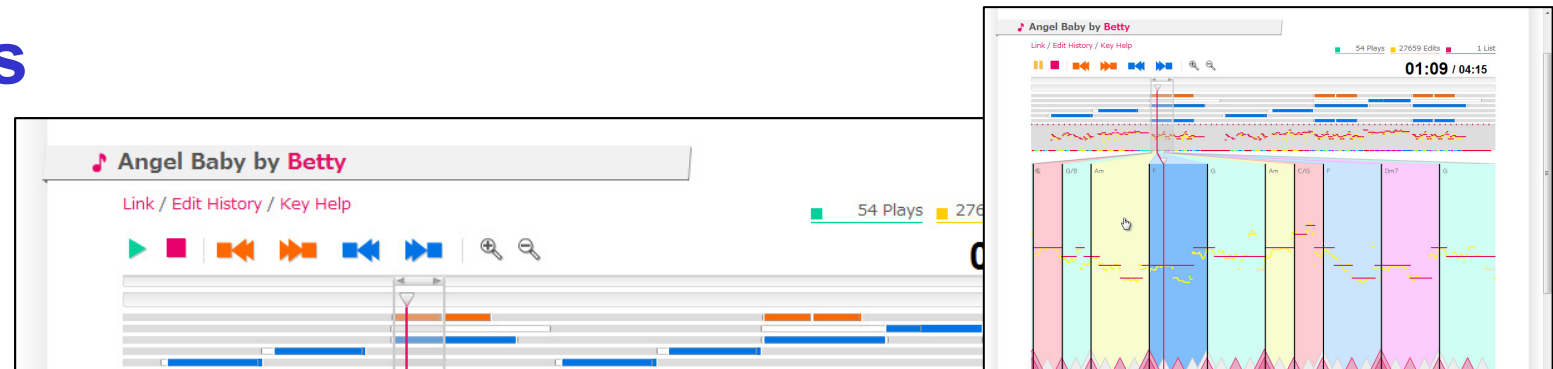 s
Angel Baby by Betty
Link / Edit History / Key Help
54 Plays 276
0
Angel Baby by Betty
Link / Edit History / Key Help
54 Plays 27659 Edits 1 List
01:09 / 04:15
G/B Am F G Am C/G F Dm7 G